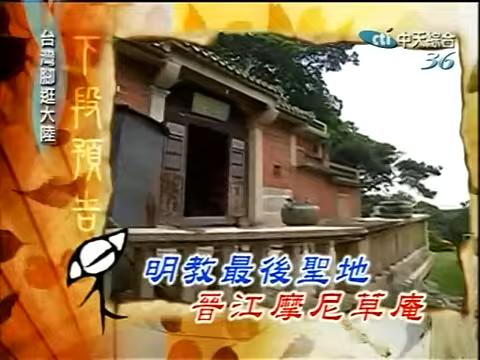 台灣腳逛大陸
下段預告
cti中天綜合
36
明教最後聖地
晉江摩尼草庵